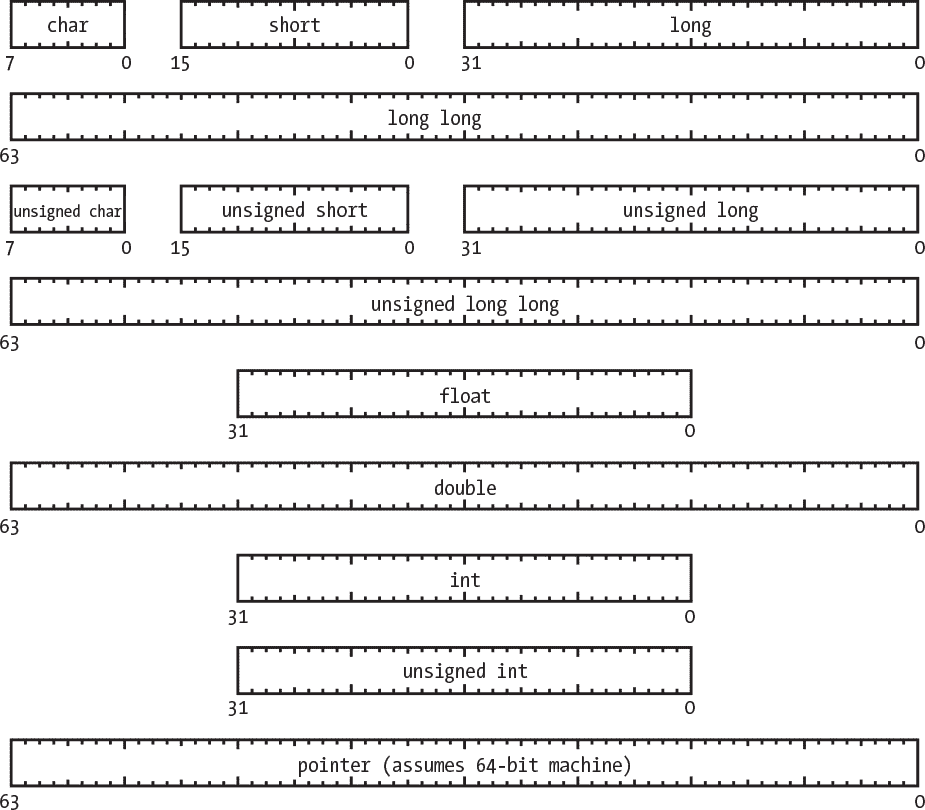 char short long
7 0 15 0 31 0
long long
63 0
unsigned char unsigned short unsigned long
7 0 15 0 31 0
unsigned long long
63 0
float
31 0
double
63 0
int
31 0
unsigned int
31 0
pointer (assumes 64-bit machine)
63 0